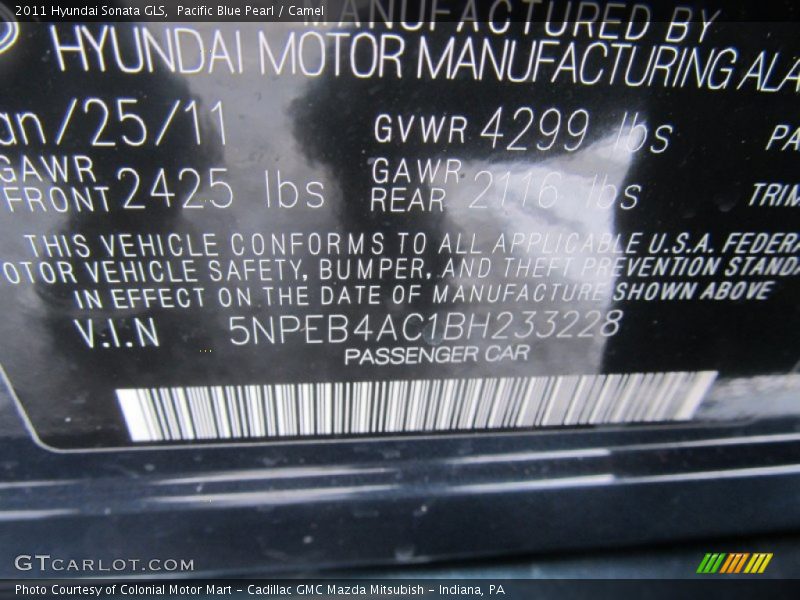 2011 Hyundai Sonata GLS, Pacific Blue Pearl / Camel
MANUFACTURED BY
HYUNDAI MOTOR MANUFACTURING ALA
an/25/11 GVWR 4299 lbs PA
GAWR FRONT 2425 lbs GAWR REAR 2116 lbs TRIM
THIS VEHICLE CONFORMS TO ALL APPLICABLE U.S.A. FEDERA
OTOR VEHICLE SAFETY, BUMPER, AND THEFT PREVENTION STANDA
IN EFFECT ON THE DATE OF MANUFACTURE SHOWN ABOVE
V.I.N 5NPEB4AC1BH233228
PASSENGER CAR
GTCARLOT.COM
Photo Courtesy of Colonial Motor Mart - Cadillac GMC Mazda Mitsubish - Indiana, PA